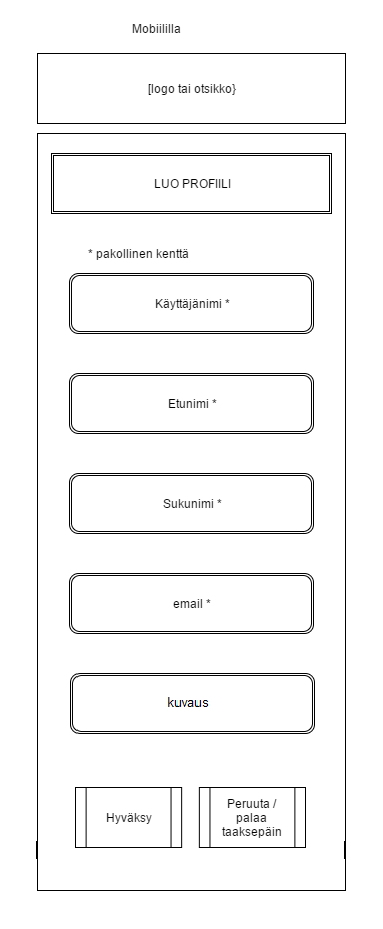 Mobiililla
[logo tai otsikko}
LUO PROFIILI
* pakollinen kenttä
Käyttäjänimi *
Etunimi *
Sukunimi *
email *
kuvaus
Hyväksy
Peruuta /
palaa
taaksepäin